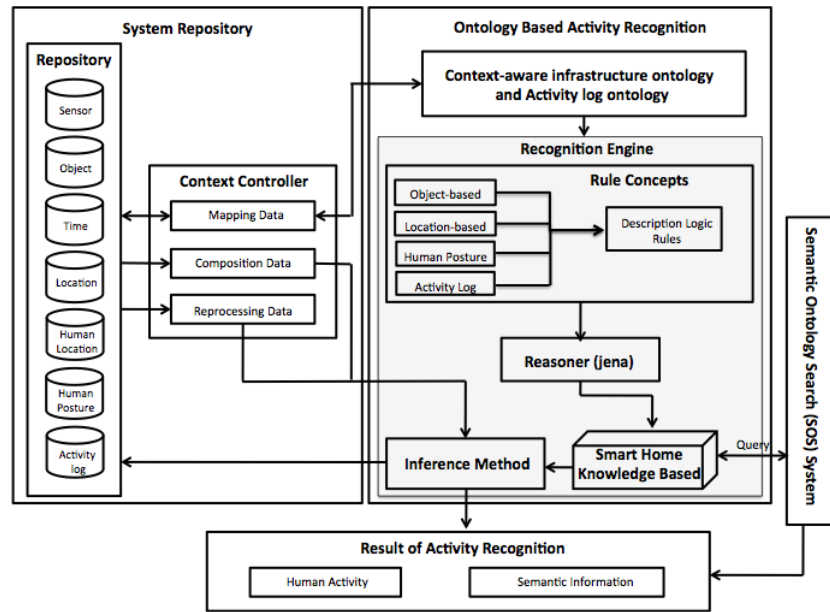 System Repository
Ontology Based Activity Recognition
Repository
Sensor
Object
Time
Location
Human
Location
Human
Posture
Activity
log
Context Controller
Mapping Data
Composition Data
Reprocessing Data
Context-aware infrastructure ontology
and Activity log ontology
Recognition Engine
Rule Concepts
Object-based
Location-based
Human Posture
Activity Log
Description Logic
Rules
Reasoner (jena)
Smart Home
Knowledge Based
Inference Method
Query
Semantic Ontology Search (SOS) System
Result of Activity Recognition
Human Activity
Semantic Information